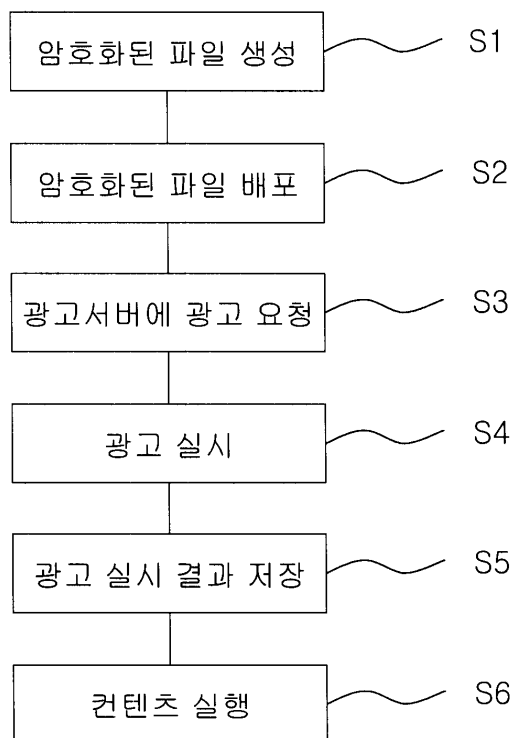 암호화된 파일 생성 S1
암호화된 파일 배포 S2
광고서버에 광고 요청 S3
광고 실시 S4
광고 실시 결과 저장 S5
컨텐츠 실행 S6